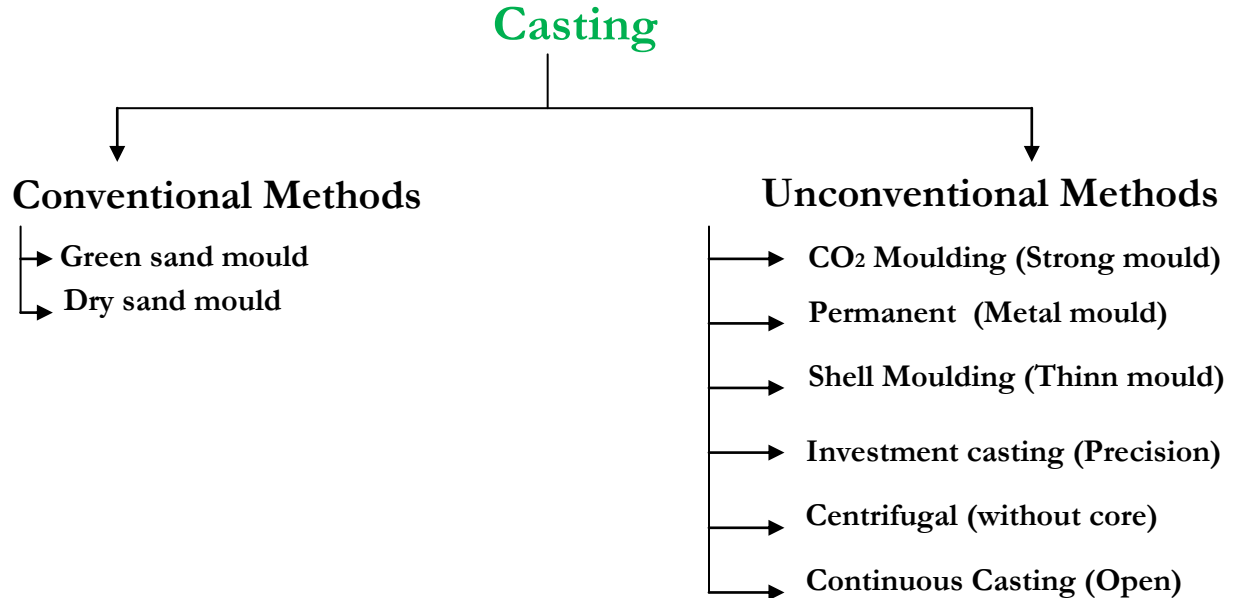 Casting
Conventional Methods
Green sand mould
Dry sand mould
Unconventional Methods
CO2 Moulding (Strong mould)
Permanent (Metal mould)
Shell Moulding (Thinn mould)
Investment casting (Precision)
Centrifugal (without core)
Continuous Casting (Open)